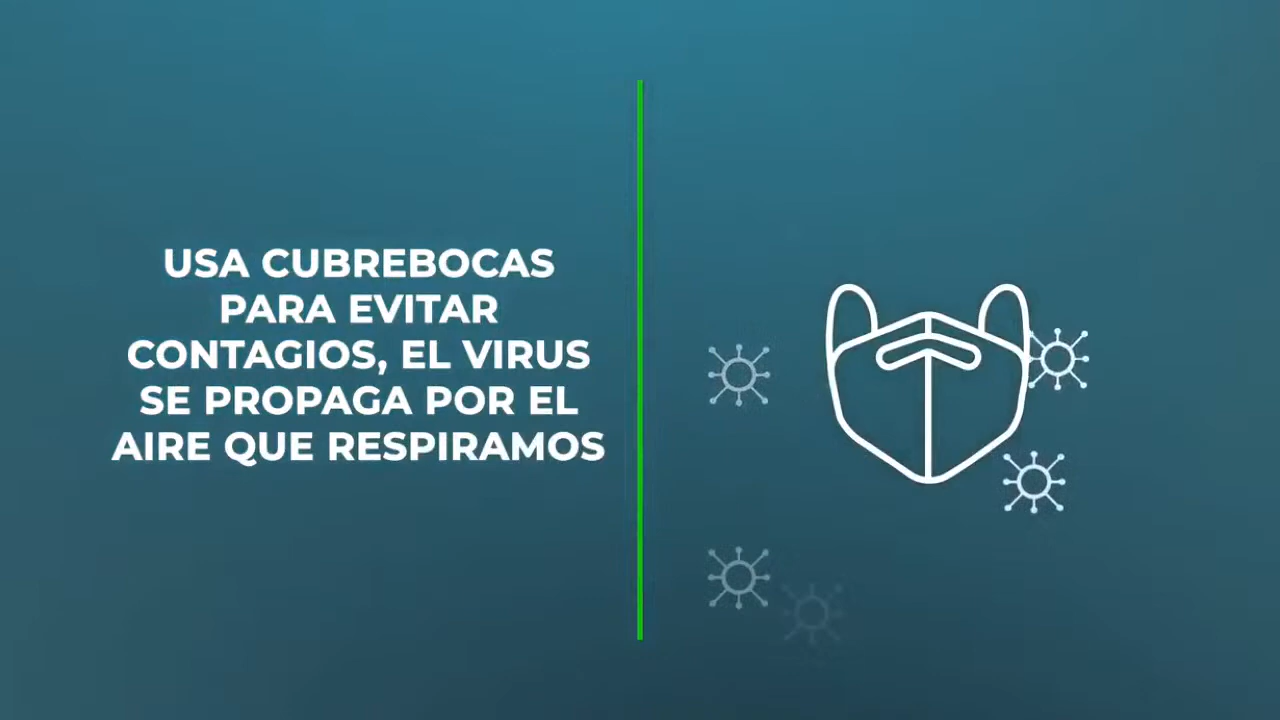 USA CUBREBOCAS
PARA EVITAR
CONTAGIOS, EL VIRUS
SE PROPAGA POR EL
AIRE QUE RESPIRAMOS